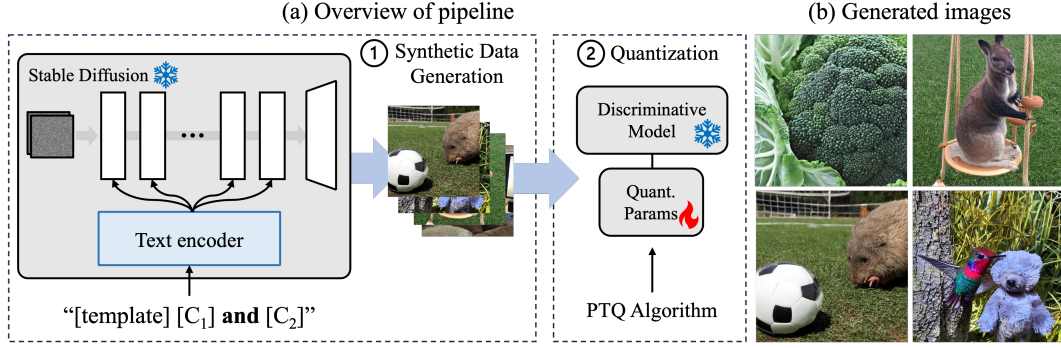 (a) Overview of pipeline
(b) Generated images
Stable Diffusion
① Synthetic Data
Generation
Text encoder
“[template] [C₁] and [C₂]”
② Quantization
Discriminative
Model
Quant.
Params
PTQ Algorithm